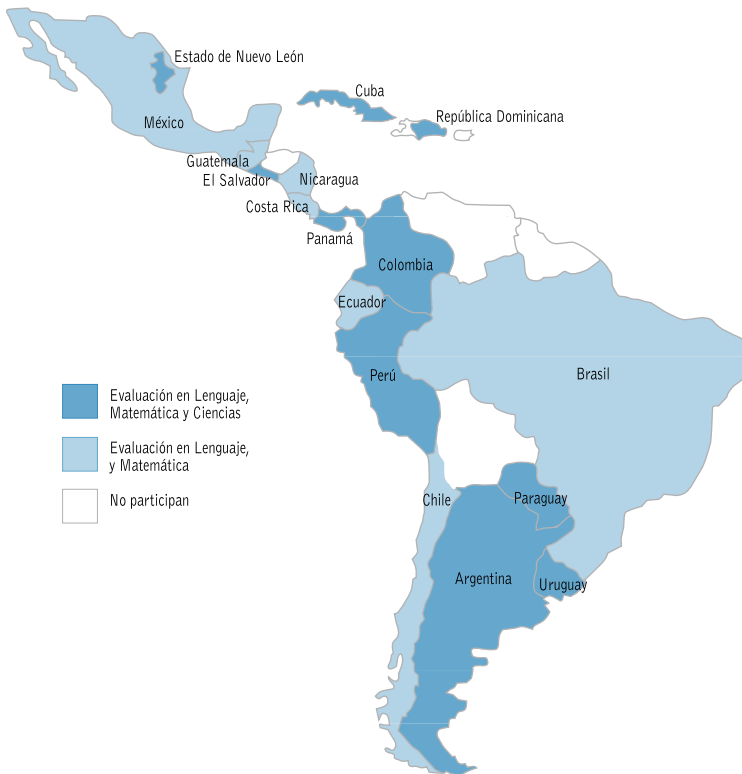 Estado de Nuevo León
Cuba
República Dominicana
México
Guatemala
El Salvador
Nicaragua
Costa Rica
Panamá
Colombia
Ecuador
Perú
Brasil
Evaluación en Lenguaje,
Matemática y Ciencias
Evaluación en Lenguaje,
y Matemática
No participan
Chile
Paraguay
Argentina
Uruguay